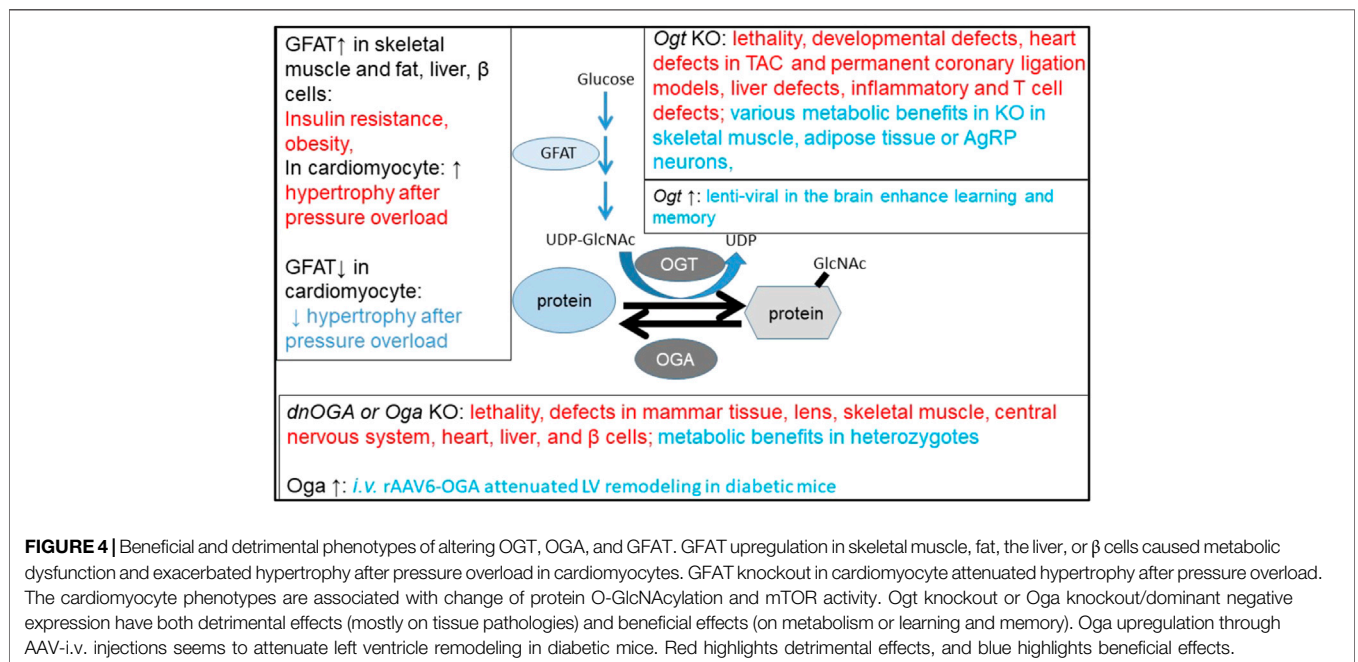 GFAT↑ in skeletal
muscle and fat, liver, β
cells:
Insulin resistance,
obesity,
In cardiomyocyte: ↑
hypertrophy after
pressure overload
GFAT↓ in
cardiomyocyte:
↓ hypertrophy after
pressure overload
Glucose
GFAT
UDP-GlcNAc
UDP
OGT
GlcNAc
protein
protein
OGA
Ogt KO: lethality, developmental defects, heart
defects in TAC and permanent coronary ligation
models, liver defects, inflammatory and T cell
defects; various metabolic benefits in KO in
skeletal muscle, adipose tissue or AgRP
neurons,
Ogt ↑: lenti-viral in the brain enhance learning and
memory
dnOGA or Oga KO: lethality, defects in mammar tissue, lens, skeletal muscle, central
nervous system, heart, liver, and β cells; metabolic benefits in heterozygotes
Oga ↑: i.v. rAAV6-OGA attenuated LV remodeling in diabetic mice
FIGURE 4 | Beneficial and detrimental phenotypes of altering OGT, OGA, and GFAT. GFAT upregulation in skeletal muscle, fat, the liver, or β cells caused metabolic
dysfunction and exacerbated hypertrophy after pressure overload in cardiomyocytes. GFAT knockout in cardiomyocyte attenuated hypertrophy after pressure overload.
The cardiomyocyte phenotypes are associated with change of protein O-GlcNAcylation and mTOR activity. Ogt knockout or Oga knockout/dominant negative
expression have both detrimental effects (mostly on tissue pathologies) and beneficial effects (on metabolism or learning and memory). Oga upregulation through
AAV-i.v. injections seems to attenuate left ventricle remodeling in diabetic mice. Red highlights detrimental effects, and blue highlights beneficial effects.